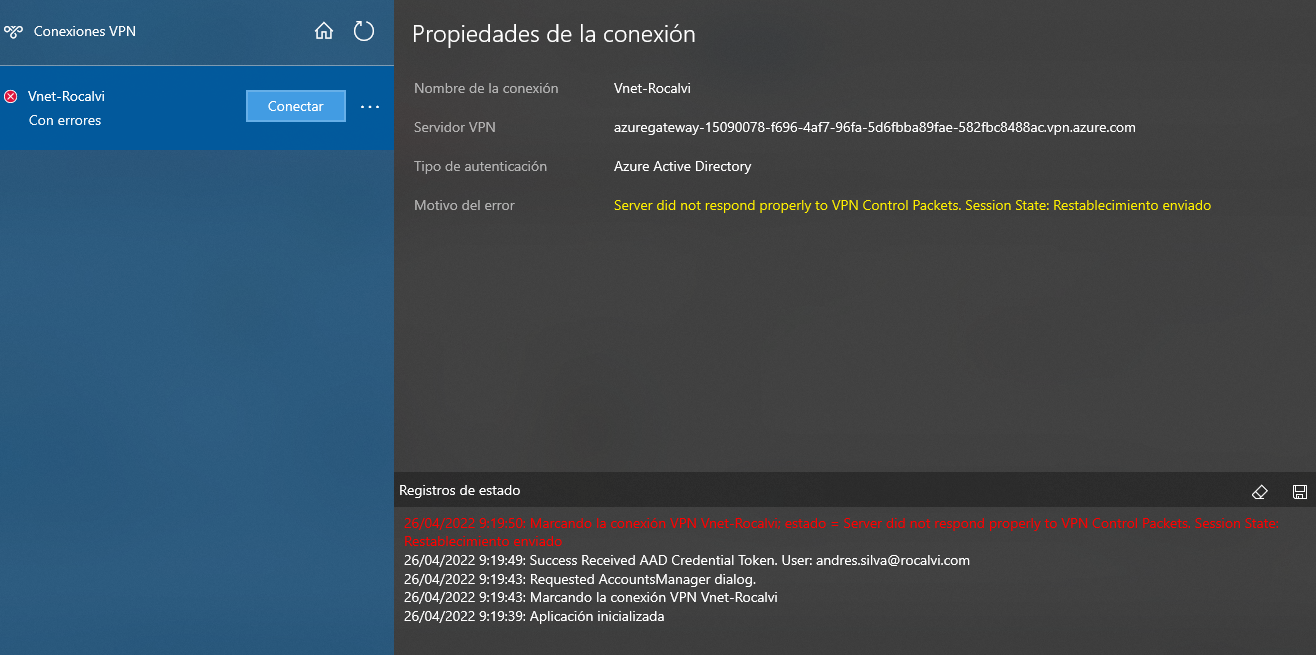 Conexiones VPN
Vnet-Rocalvi
Con errores
Conectar
Propiedades de la conexión
Nombre de la conexión Vnet-Rocalvi
Servidor VPN azuregateway-15090078-f696-4af7-96fa-5d6fbba89fae-582fbc8488ac.vpn.azure.com
Tipo de autenticación Azure Active Directory
Motivo del error Server did not respond properly to VPN Control Packets. Session State: Restablecimiento enviado
Registros de estado
26/04/2022 9:19:50: Marcando la conexión VPN Vnet-Rocalvi; estado = Server did not respond properly to VPN Control Packets. Session State:
Restablecimiento enviado
26/04/2022 9:19:49: Success Received AAD Credential Token. User: andres.silva@rocalvi.com
26/04/2022 9:19:43: Requested AccountsManager dialog.
26/04/2022 9:19:43: Marcando la conexión VPN Vnet-Rocalvi
26/04/2022 9:19:39: Aplicación inicializada